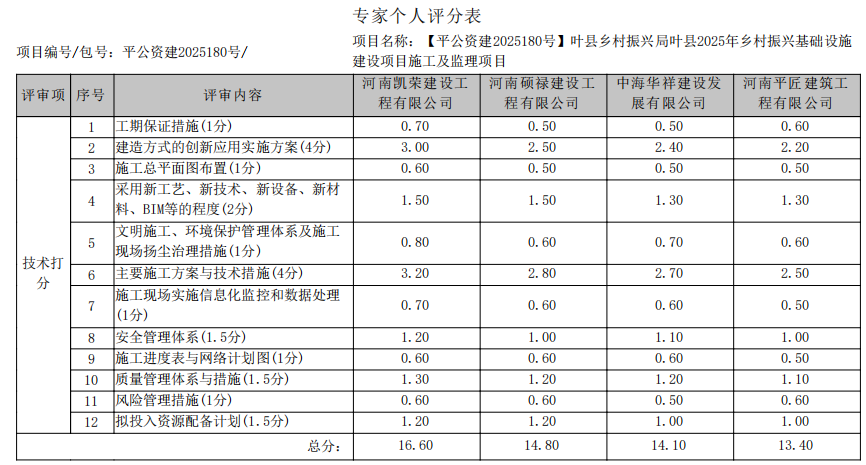 专家个人评分表
项目编号/包号: 平公资建2025180号/
项目名称: 【平公资建2025180号】叶县乡村振兴局叶县2025年乡村振兴基础设施
建设项目施工及监理项目
评审项 序号 评审内容 河南凯荣建设工程有限公司 河南硕禄建设工程有限公司 中海华祥建设发展有限公司 河南平匠建筑工程有限公司
技术打分
1 工期保证措施(1分) 0.70 0.50 0.50 0.60
2 建造方式的创新应用实施方案(4分) 3.00 2.50 2.40 2.20
3 施工总平面图布置(1分) 0.60 0.50 0.50 0.50
4 采用新工艺、新技术、新设备、新材料、BIM等的程度(2分) 1.50 1.50 1.30 1.30
5 文明施工、环境保护管理体系及施工现场扬尘治理措施(1分) 0.80 0.60 0.70 0.60
6 主要施工方案与技术措施(4分) 3.20 2.80 2.70 2.50
7 施工现场实施信息化监控和数据处理(1分) 0.70 0.60 0.60 0.50
8 安全管理体系(1.5分) 1.20 1.00 1.10 1.00
9 施工进度表与网络计划图(1分) 0.60 0.60 0.60 0.50
10 质量管理体系与措施(1.5分) 1.30 1.20 1.20 1.10
11 风险管理措施(1分) 0.60 0.60 0.50 0.60
12 拟投入资源配备计划(1.5分) 1.20 1.20 1.00 1.00
总分: 16.60 14.80 14.10 13.40